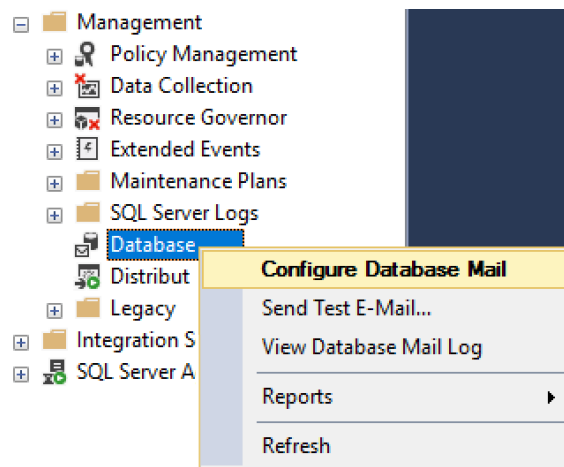 Management
Policy Management
Data Collection
Resource Governor
Extended Events
Maintenance Plans
SQL Server Logs
Database
Distribut
Legacy
Integration S
SQL Server A
Configure Database Mail
Send Test E-Mail...
View Database Mail Log
Reports
Refresh